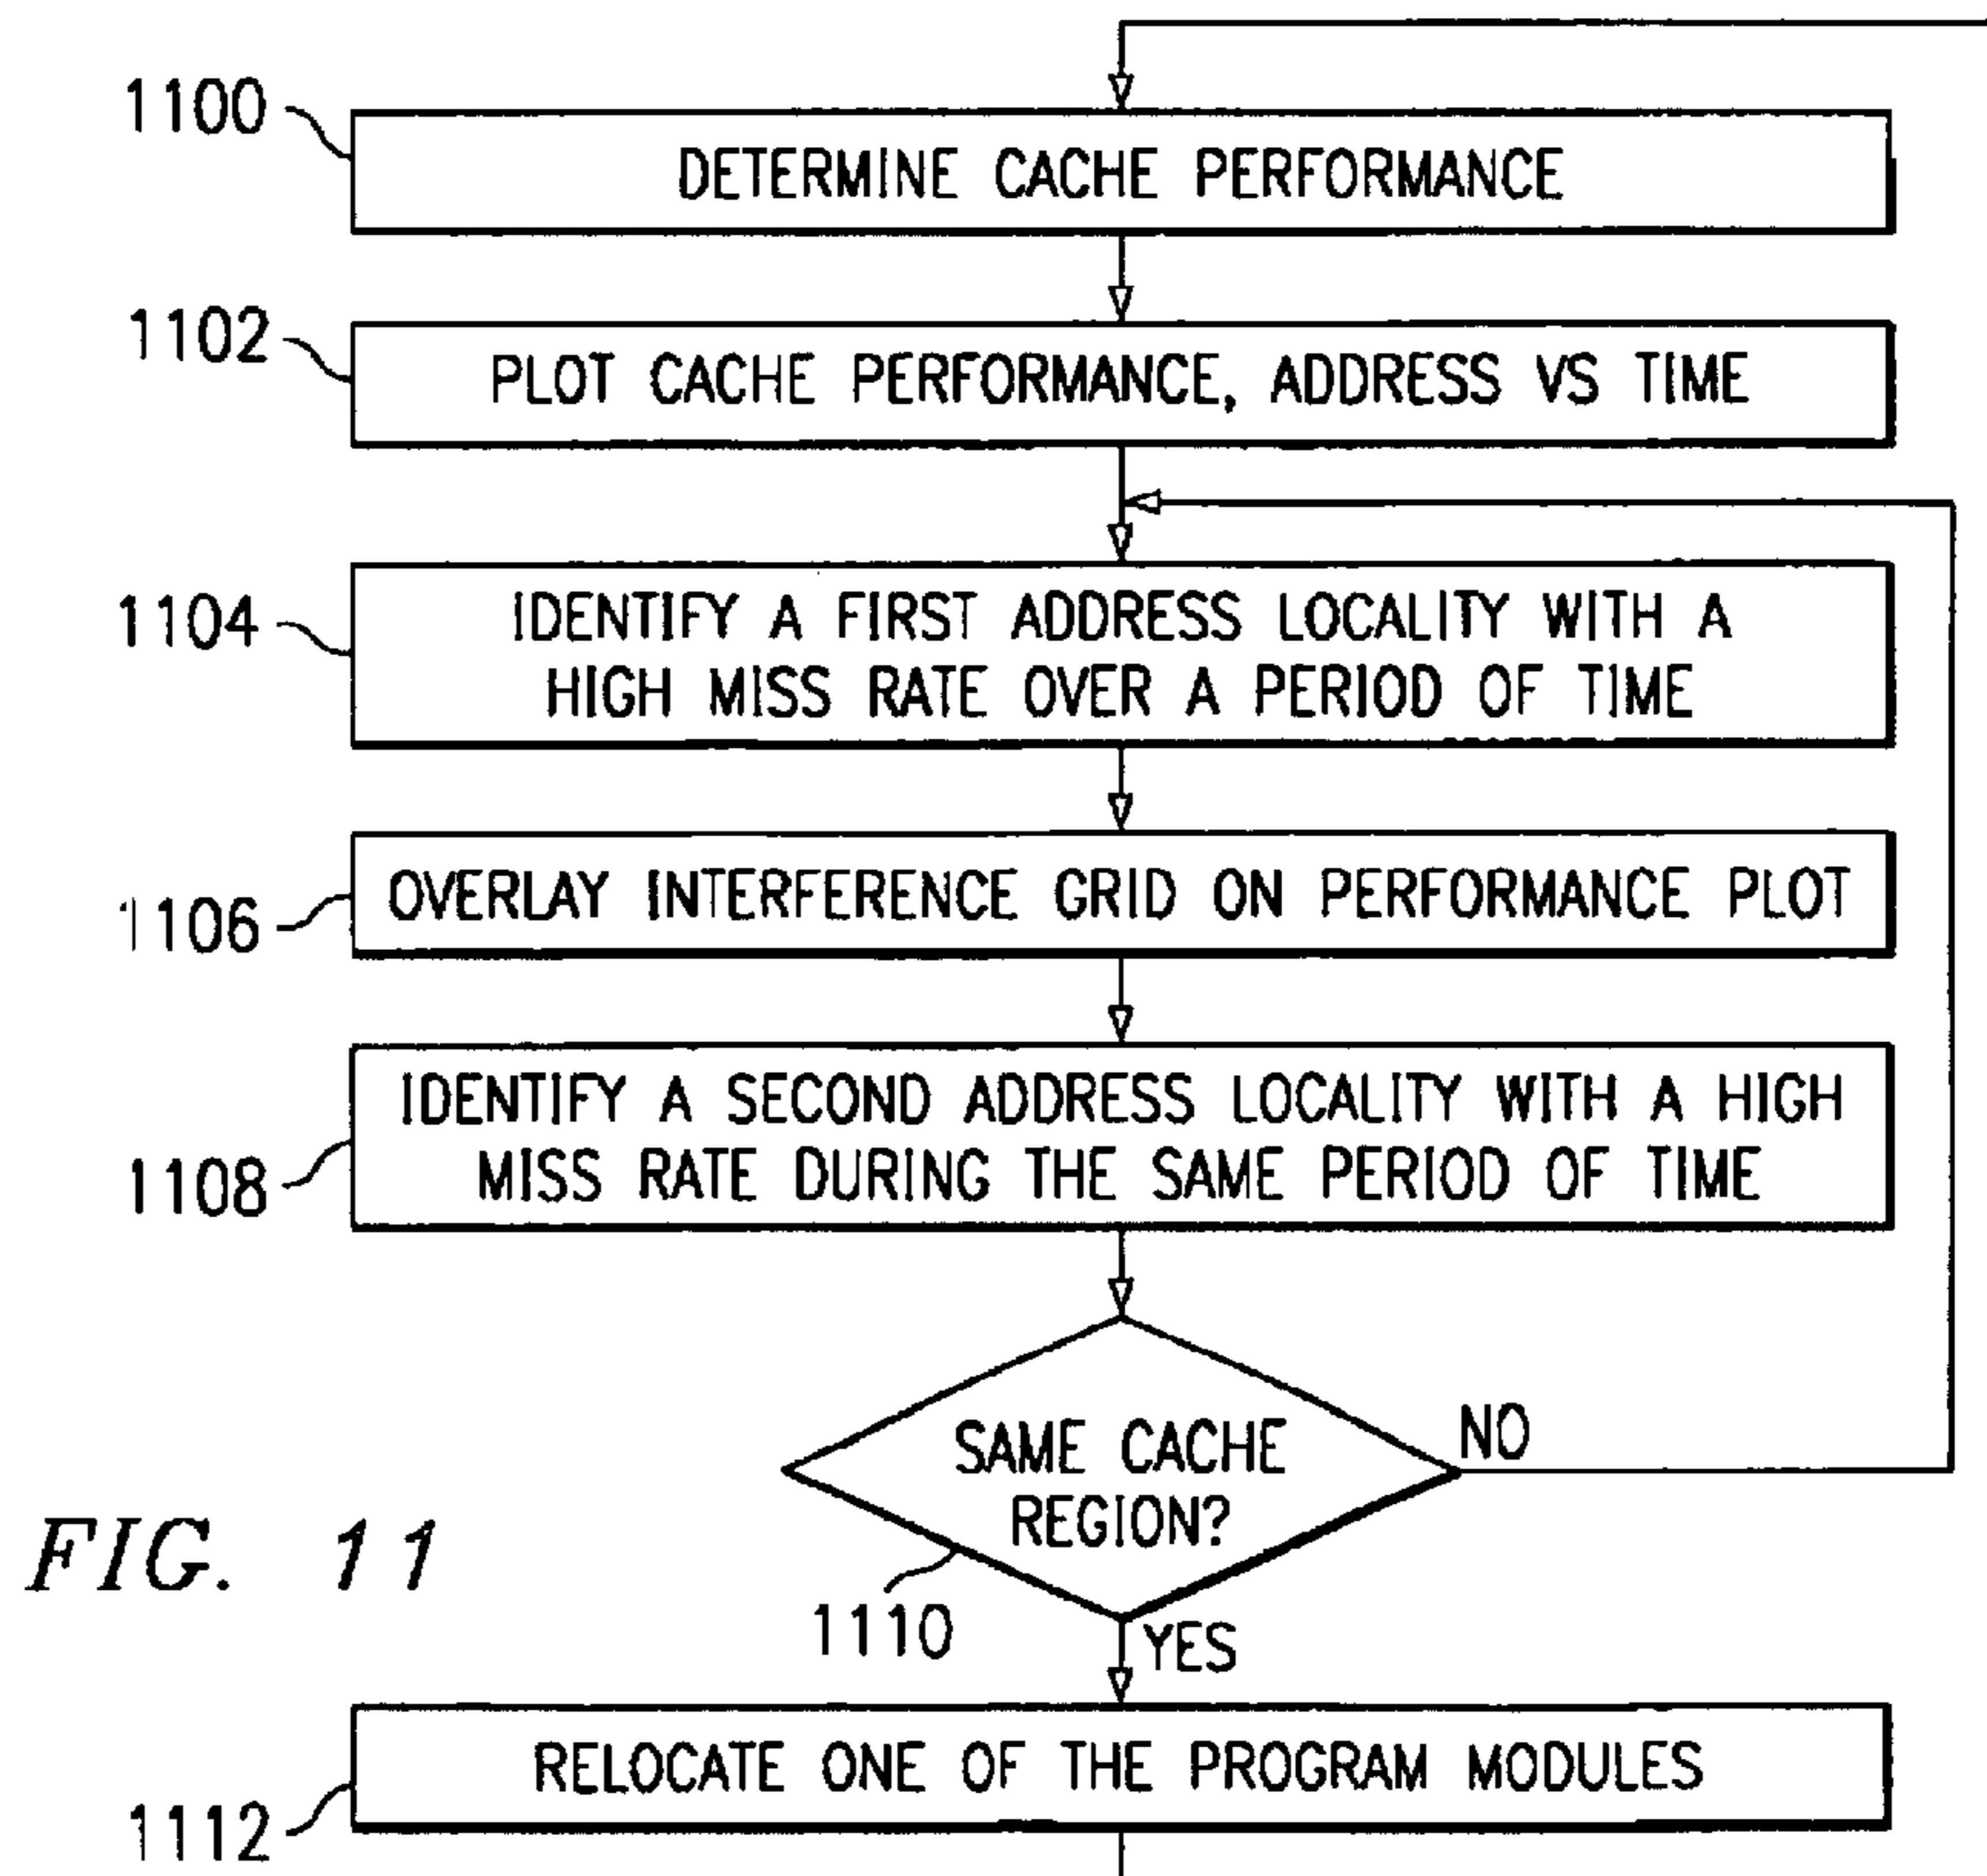 1100
DETERMINE CACHE PERFORMANCE
1102
PLOT CACHE PERFORMANCE, ADDRESS VS TIME
1104
IDENTIFY A FIRST ADDRESS LOCALITY WITH A
HIGH MISS RATE OVER A PERIOD OF TIME
1106
OVERLAY INTERFERENCE GRID ON PERFORMANCE PLOT
1108
IDENTIFY A SECOND ADDRESS LOCALITY WITH A HIGH
MISS RATE DURING THE SAME PERIOD OF TIME
SAME CACHE
REGION?
NO
1110
YES
FIG. 11
1112
RELOCATE ONE OF THE PROGRAM MODULES